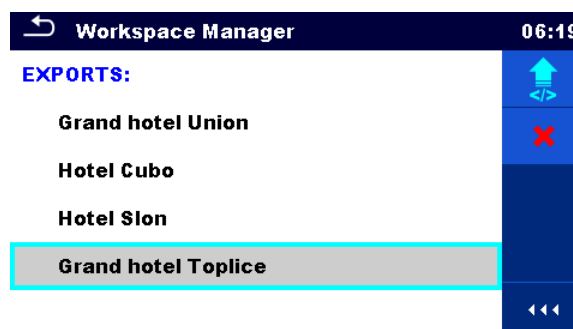 Workspace Manager 06:19
EXPORTS:
</>
Grand hotel Union
Hotel Cubo
Hotel Slon
Grand hotel Toplice